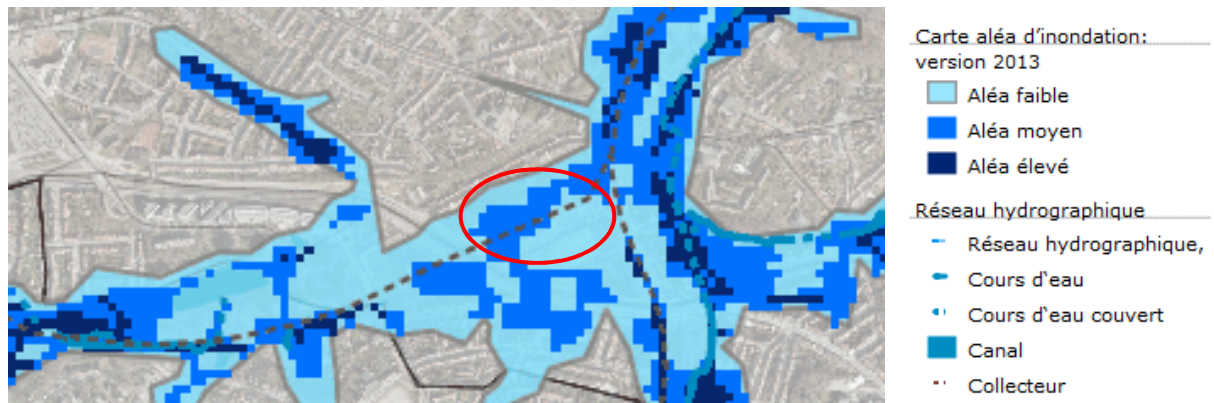 Carte aléa d’inondation:
version 2013
Aléa faible
Aléa moyen
Aléa élevé
Réseau hydrographique
Réseau hydrographique,
Cours d‘eau
Cours d‘eau couvert
Canal
Collecteur